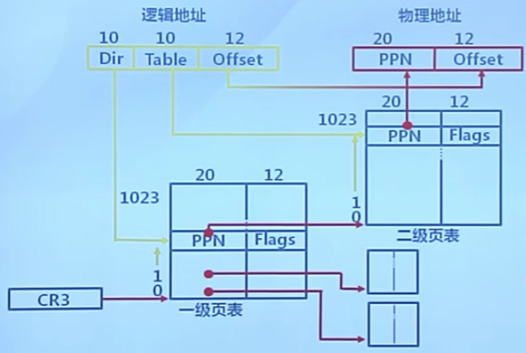 逻辑地址
物理地址
10 10 12
20 12
Dir Table Offset
PPN Offset
20 12
1023
PPN Flags
1
0
二级页表
20 12
1023
PPN Flags
1
0
CR3
一级页表